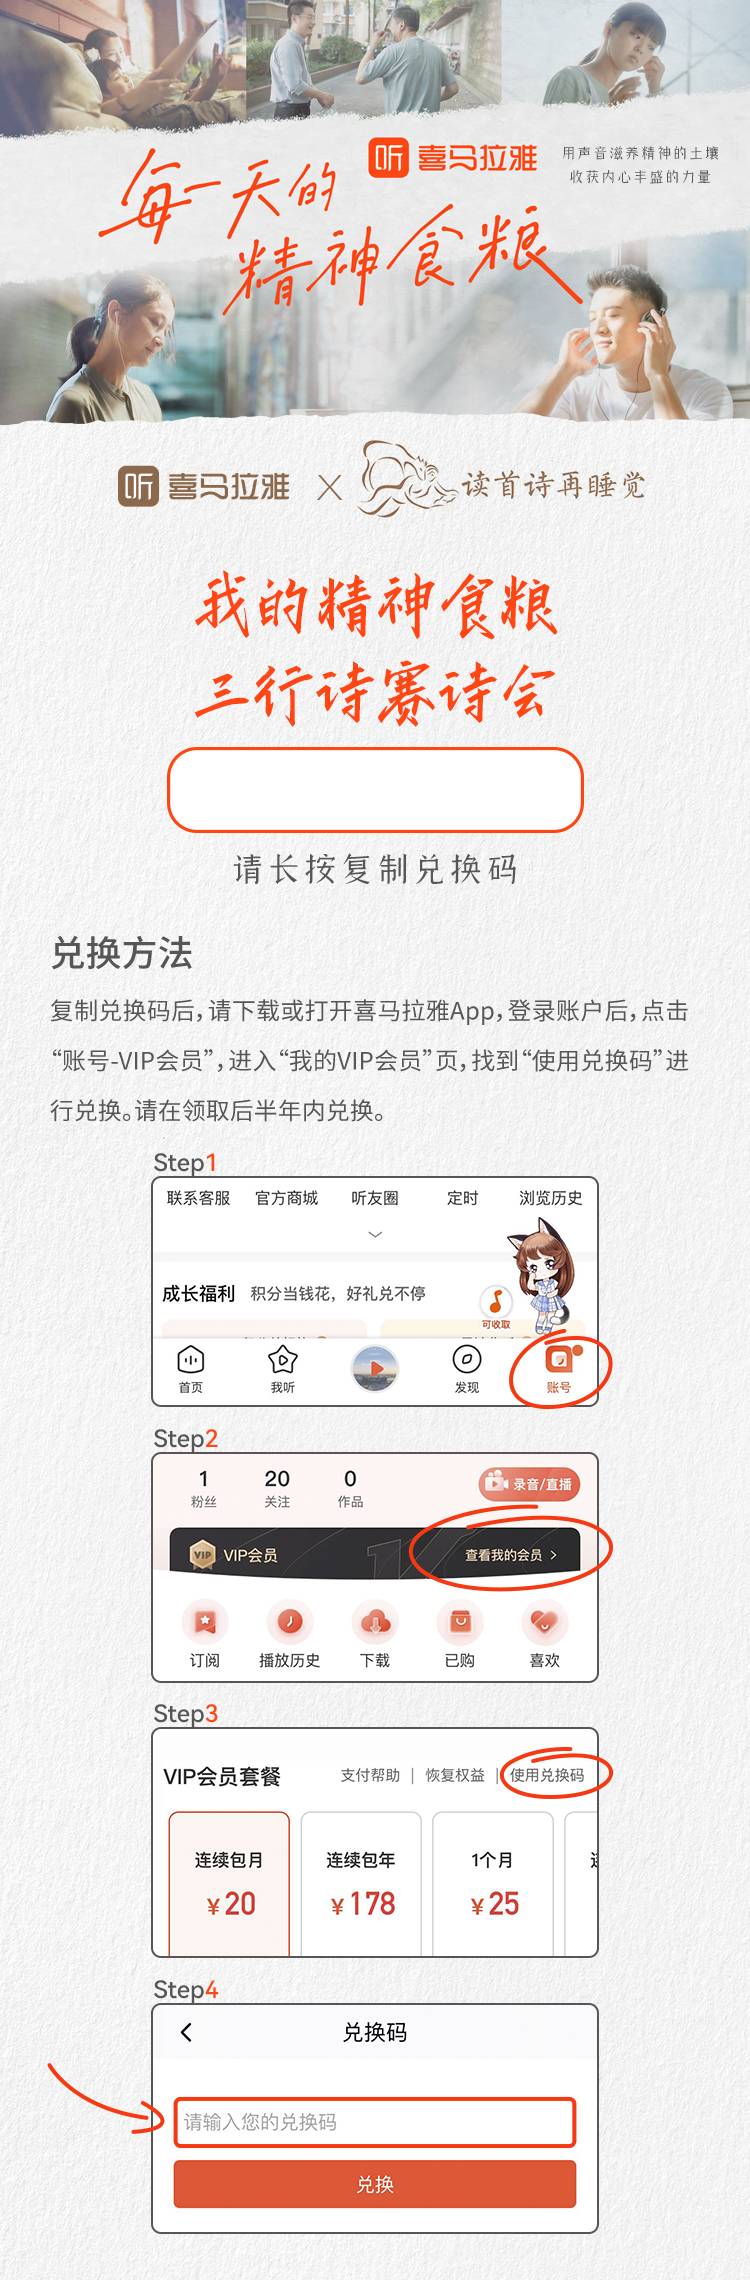 听 喜马拉雅
用声音滋养精神的土壤
收获内心丰盛的力量
每一天的
精神食粮
听 喜马拉雅 × 读首诗再睡觉
我的精神食粮
三行诗赛诗会
请长按复制兑换码
兑换方法
复制兑换码后，请下载或打开喜马拉雅App，登录账户后，点击
“账号-VIP会员”，进入“我的VIP会员”页，找到“使用兑换码”进
行兑换。请在领取后半年内兑换。
Step1
联系客服 官方商城 听友圈 定时 浏览历史
成长福利 积分当钱花，好礼兑不停
可收取
首页 我听 发现 账号
Step2
1 20 0
粉丝 关注 作品
录音/直播
VIP VIP会员 查看我的会员 >
订阅 播放历史 下载 已购 喜欢
Step3
VIP会员套餐 支付帮助 | 恢复权益 | 使用兑换码
连续包月 连续包年 1个月
¥20 ¥178 ¥25
Step4
兑换码
请输入您的兑换码
兑换